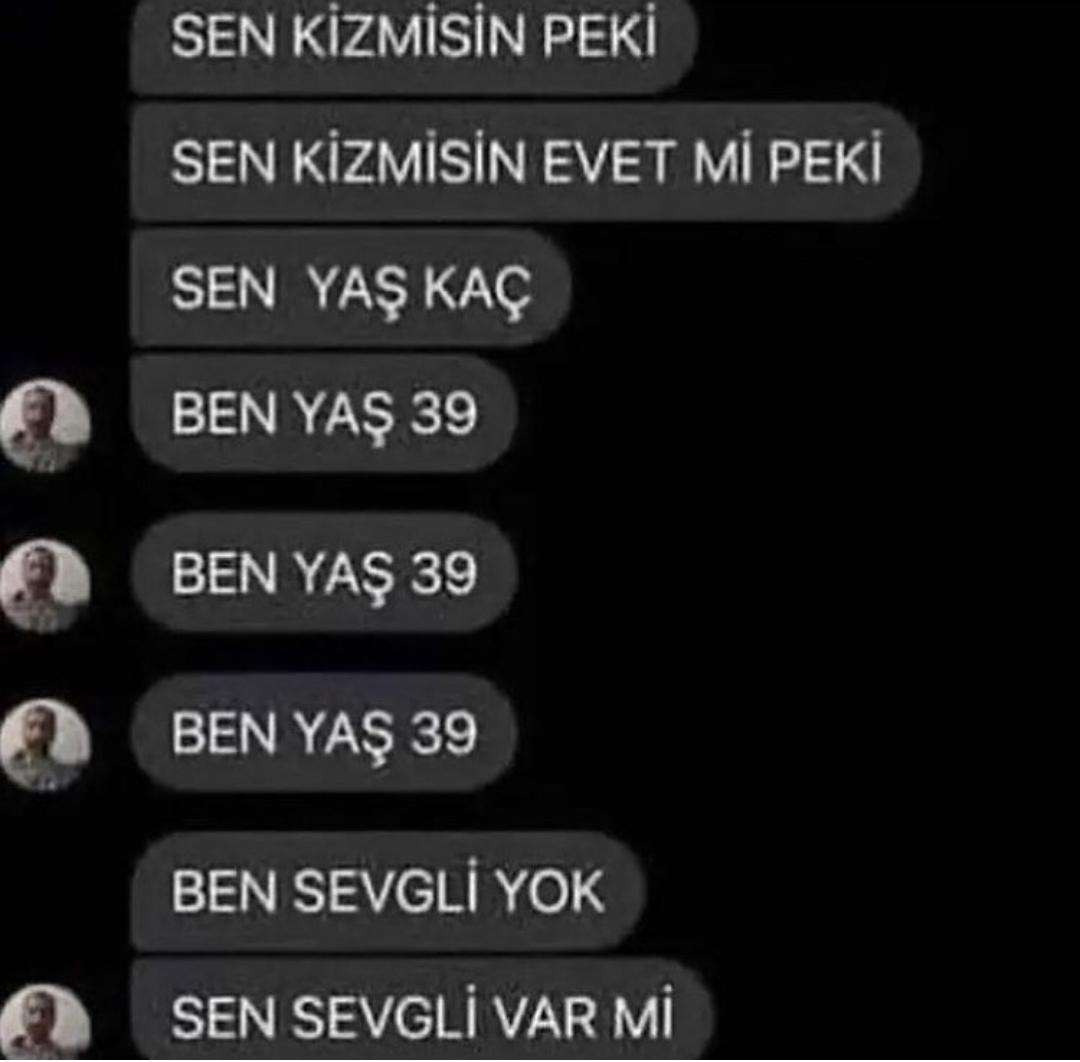 SEN KİZMİSİN PEKİ
SEN KİZMİSİN EVET Mİ PEKİ
SEN YAŞ KAÇ
BEN YAŞ 39
BEN YAŞ 39
BEN YAŞ 39
BEN SEVGLİ YOK
SEN SEVGLİ VAR Mİ